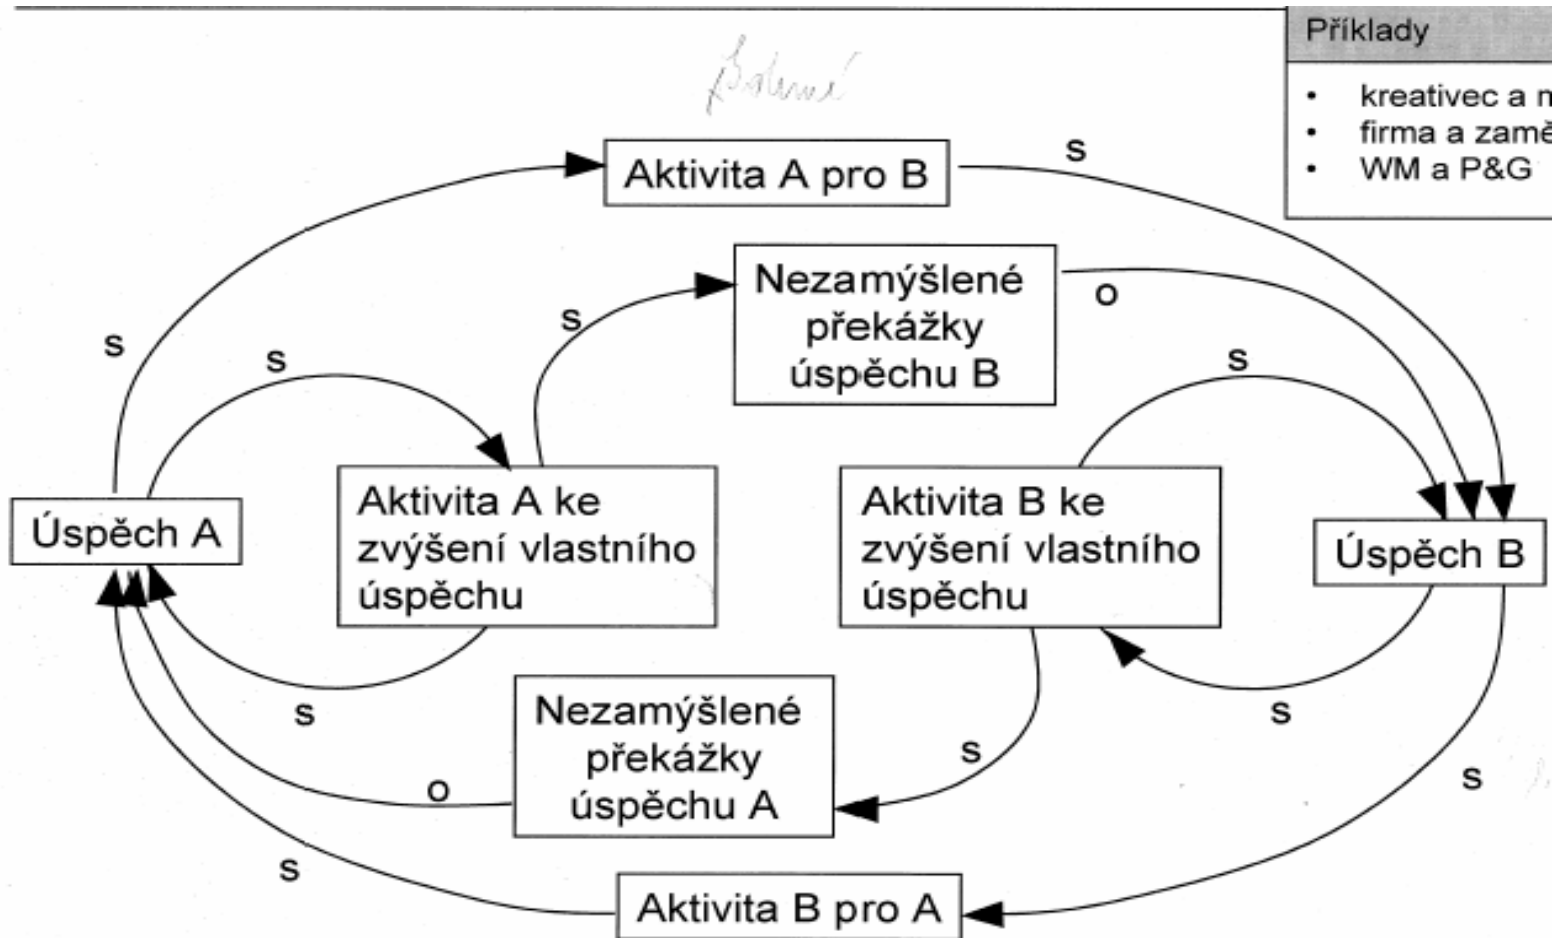 Příklady
• kreativec a m
• firma a zamě
• WM a P&G
Aktivita A pro B
s
Nezamýšlené
překážky
úspěchu B
o
s
s
s
s
Úspěch A
Aktivita A ke
zvýšení vlastního
úspěchu
Aktivita B ke
zvýšení vlastního
úspěchu
Úspěch B
s
s
Nezamýšlené
překážky
úspěchu A
s
o
s
s
Aktivita B pro A